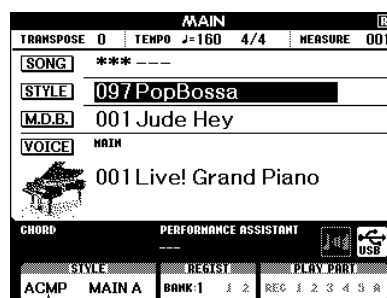 MAIN
TRANSPOSE 0 TEMPO ♩=160 4/4 MEASURE 001
SONG *** ---
STYLE 097 PopBossa
M.D.B. 001 Jude Hey
VOICE MAIN
001 Live! Grand Piano
CHORD PERFORMANCE ASSISTANT
---
USB
STYLE REGIST PLAY PART
ACMP MAIN A BANK:1 1 2 REC 1 2 3 4 5 A